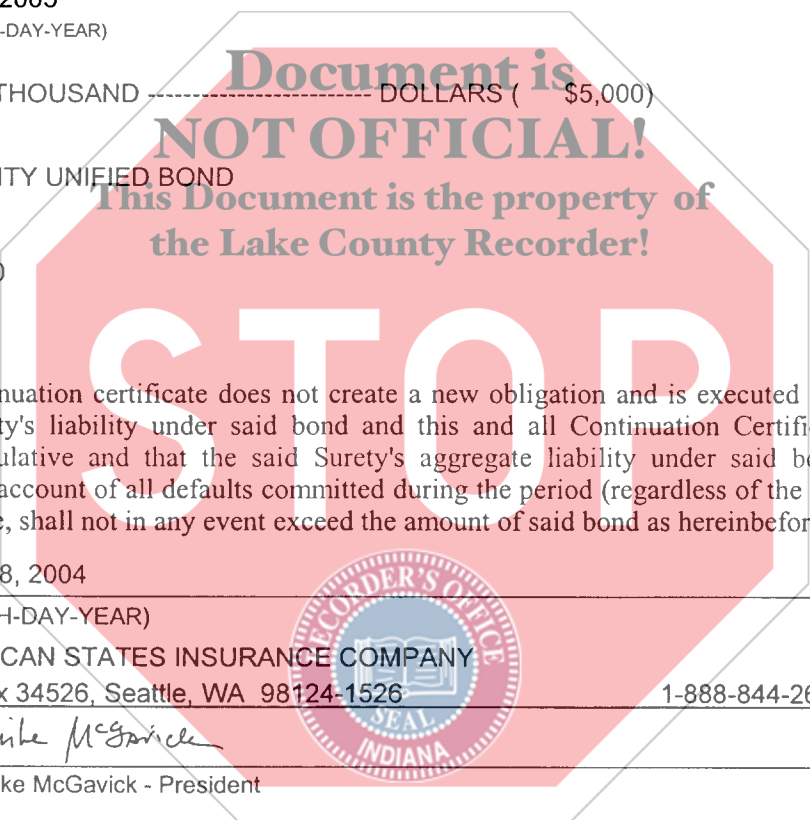 2005
-DAY-YEAR)
Document is
THOUSAND ------------------------ DOLLARS ( $5,000)
NOT OFFICIAL!
ITY UNIFIED BOND
This Document is the property of
the Lake County Recorder!
STOP
nuation certificate does not create a new obligation and is executed
ty's liability under said bond and this and all Continuation Certifi
ulative and that the said Surety's aggregate liability under said b
account of all defaults committed during the period (regardless of the
e, shall not in any event exceed the amount of said bond as hereinbefor
8, 2004
H-DAY-YEAR)
CAN STATES INSURANCE COMPANY
x 34526, Seattle, WA 98124-1526 1-888-844-26
Mike McGavick
ke McGavick - President
RECORDER'S OFFICE
SEAL
INDIANA